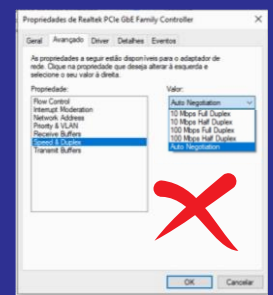 Propriedades de Realtek PCIe GbE Family Controller
Geral Avançado Driver Detalhes Eventos
As propriedades a seguir estão disponíveis para o adaptador de
rede. Clique na propriedade que deseja alterar à esquerda e
selecione o seu valor à direita.
Propriedade:
Flow Control
Interrupt Moderation
Network Address
Priority & VLAN
Receive Buffers
Speed & Duplex
Transmit Buffers
Valor:
Auto Negotiation
10 Mbps Full Duplex
10 Mbps Half Duplex
100 Mbps Full Duplex
100 Mbps Half Duplex
Auto Negotiation
OK Cancelar